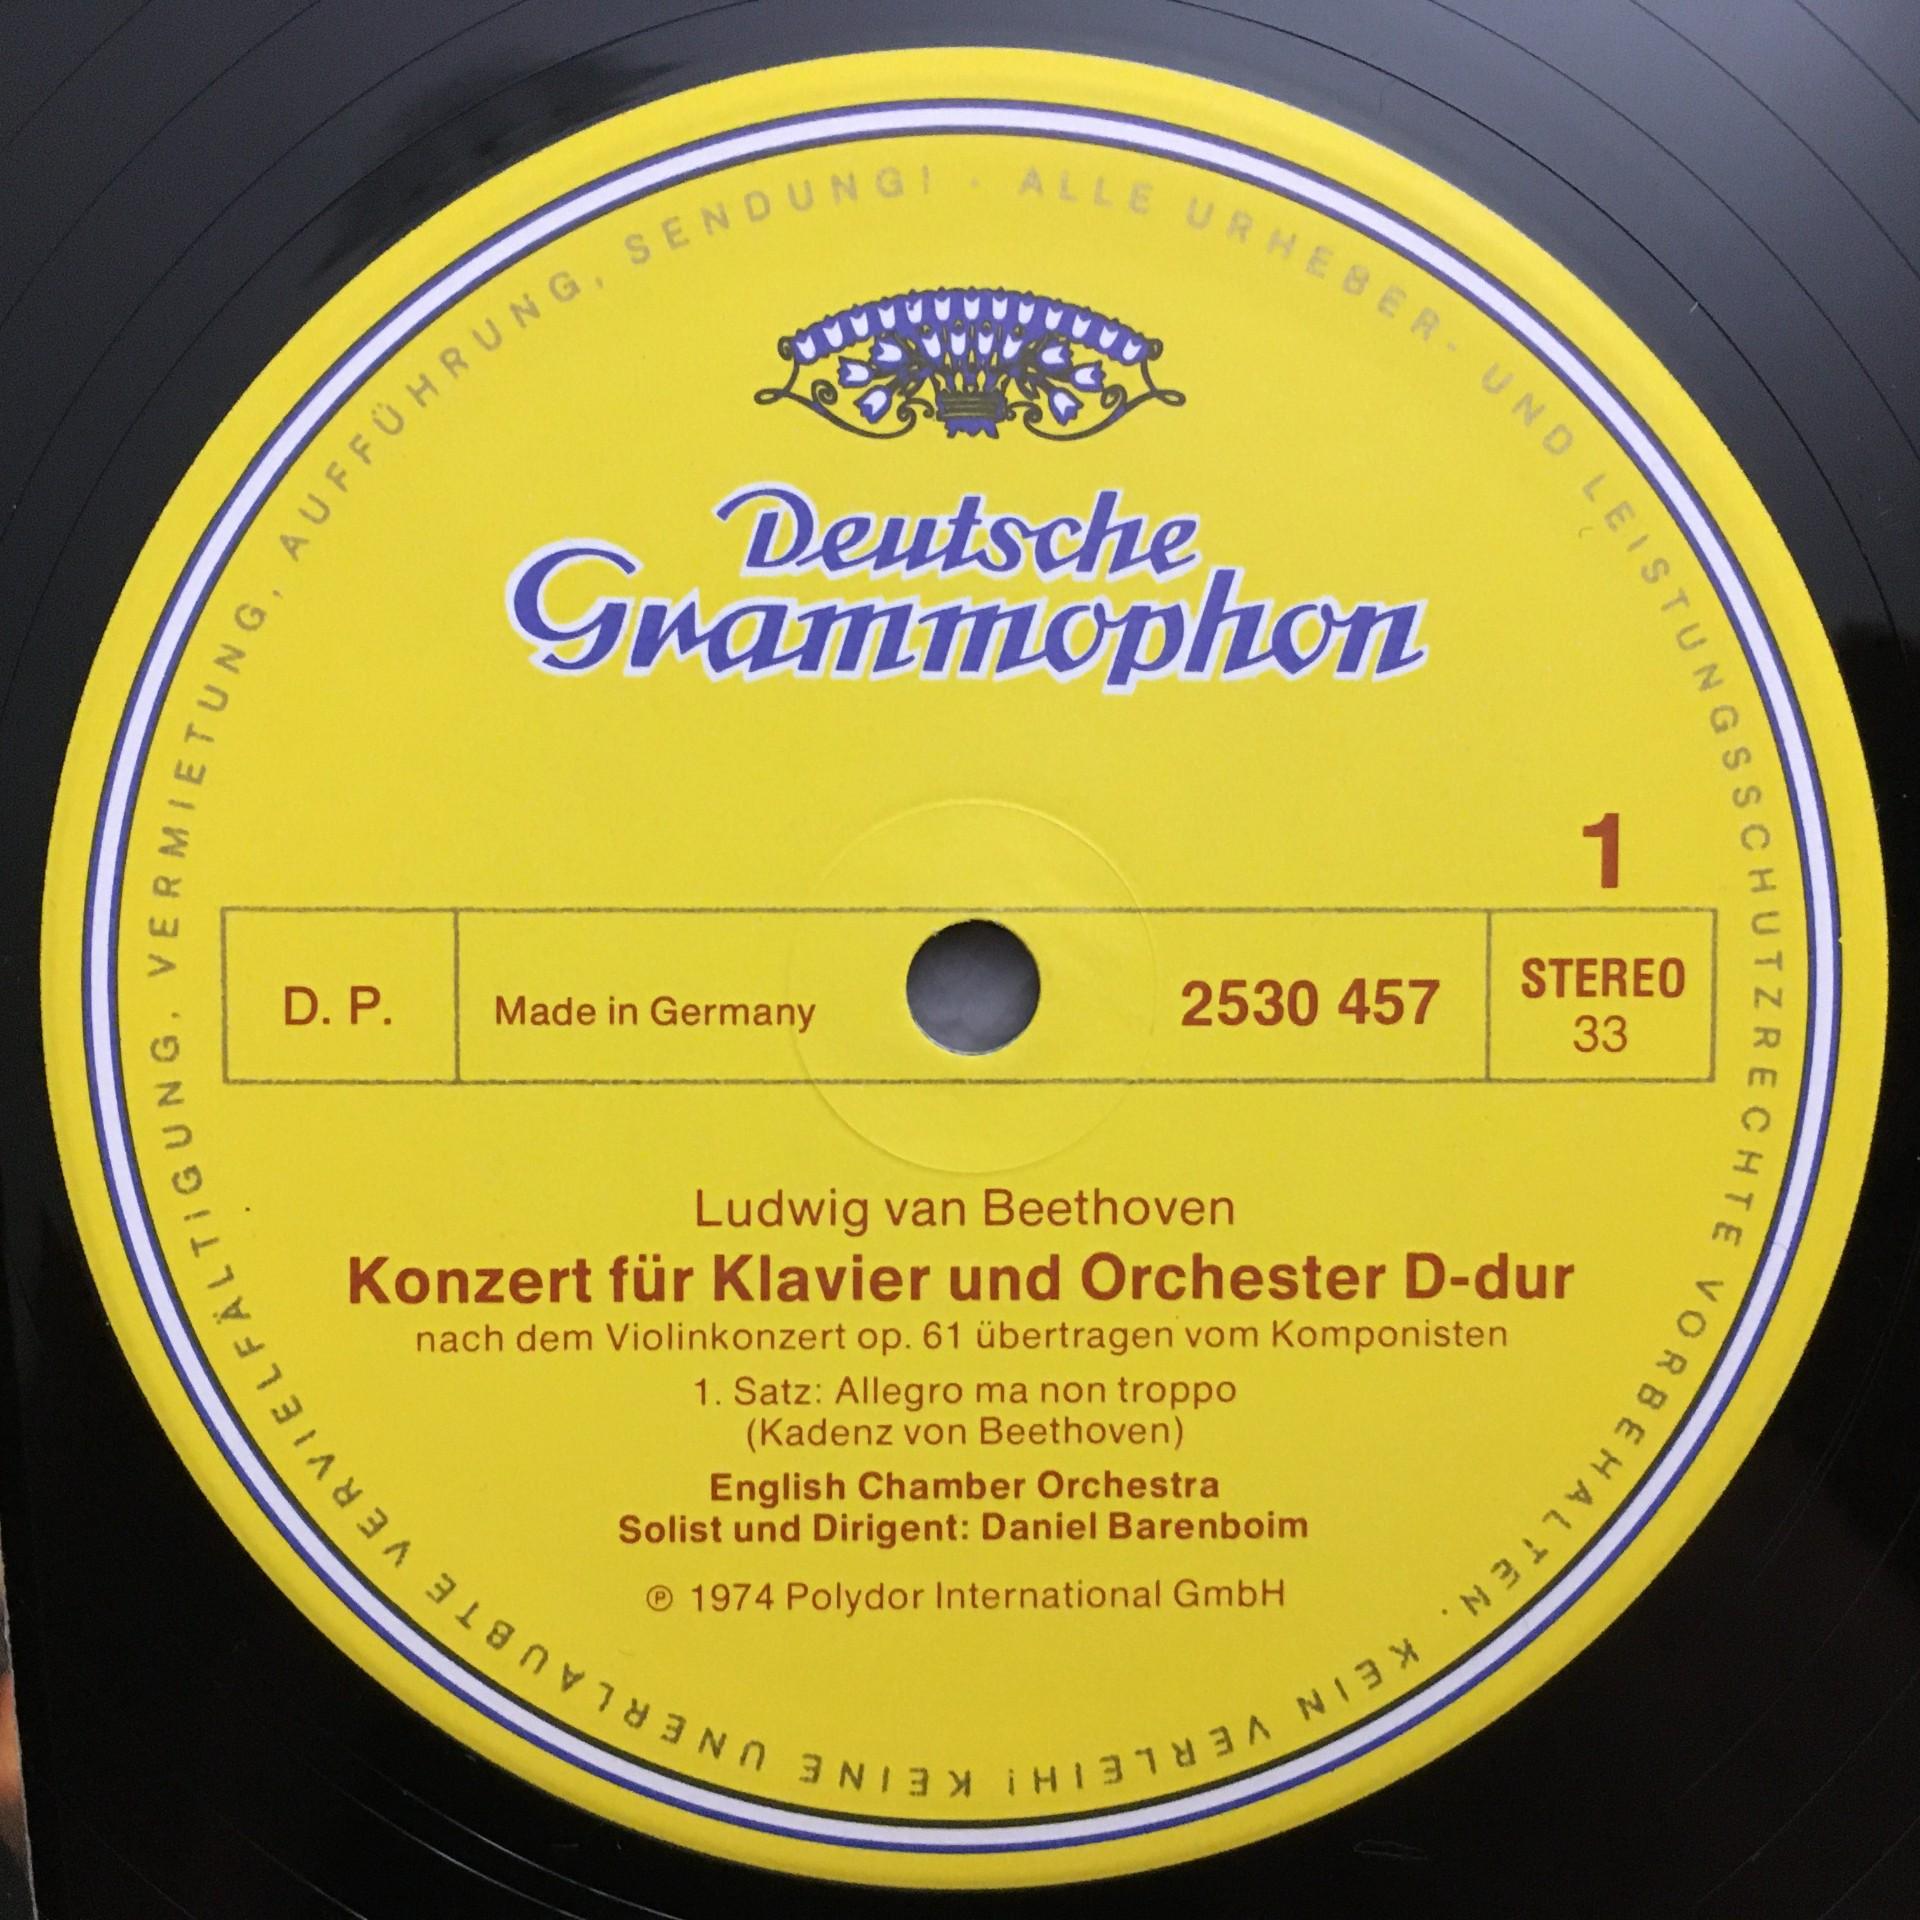 ALLE URHEBER- UND LEISTUNGSSCHUTZRECHTE VORBEHALTEN. KEIN VERLEIH! KEINE UNERLAUBTE VERVIELFÄLTIGUNG, VERMIETUNG, AUFFÜHRUNG, SENDUNG! ·
Deutsche
Grammophon
1
D. P.
Made in Germany
2530 457
STEREO
33
Ludwig van Beethoven
Konzert für Klavier und Orchester D-dur
nach dem Violinkonzert op. 61 übertragen vom Komponisten
1. Satz: Allegro ma non troppo
(Kadenz von Beethoven)
English Chamber Orchestra
Solist und Dirigent: Daniel Barenboim
℗ 1974 Polydor International GmbH